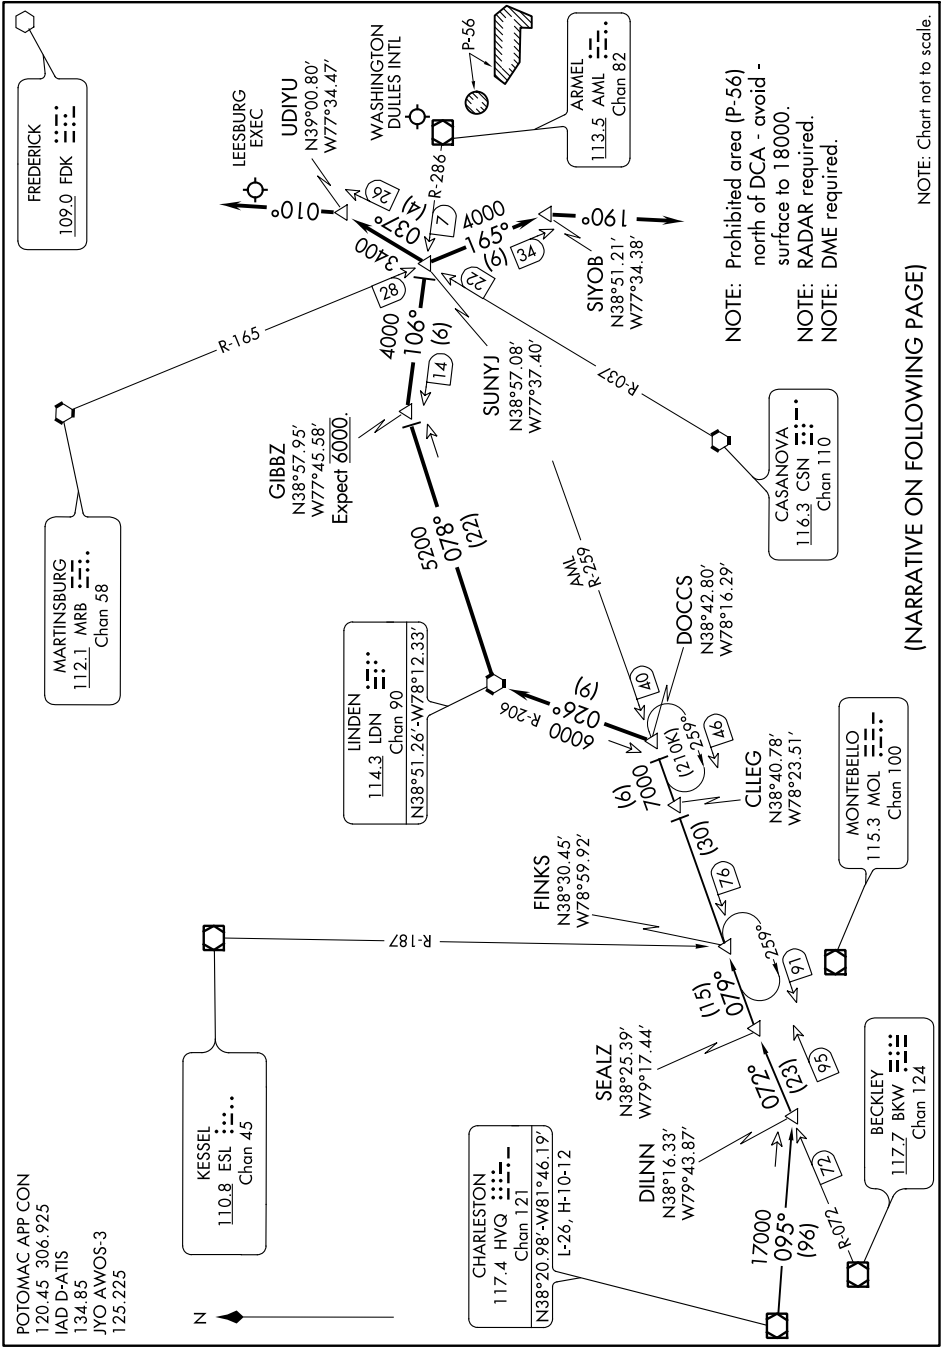 POTOMAC APP CON
120.45 306.925
IAD D-ATIS
134.85
JYO AWOS-3
125.225
N
KESSEL
110.8 ESL
Chan 45
R-187
CHARLESTON
117.4 HVQ
Chan 121
N38°20.98'-W81°46.19'
L-26, H-10-12
17000
095°
(96)
BECKLEY
117.7 BKW
Chan 124
R-072
72
DILNN
N38°16.33'
W79°43.87'
072°
(23)
95
SEALZ
N38°25.39'
W79°17.44'
(15)
079°
91
FINKS
N38°30.45'
W78°59.92'
259°
76
(30)
MONTEBELLO
115.3 MOL
Chan 100
CLLEG
N38°40.78'
W78°23.51'
(6)
7000
(210K)
259°
46
40
DOCCS
N38°42.80'
W78°16.29'
AML
R-259
6000
026°
(9)
R-206
LINDEN
114.3 LDN
Chan 90
N38°51.26'-W78°12.33'
5200
078°
(22)
MARTINSBURG
112.1 MRB
Chan 58
R-165
28
GIBBZ
N38°57.95'
W77°45.58'
Expect 6000.
14
4000
106°
(6)
SUNYJ
N38°57.08'
W77°37.40'
CASANOVA
116.3 CSN
Chan 110
R-037
22
FREDERICK
109.0 FDK
LEESBURG
EXEC
UDIYU
N39°00.80'
W77°34.47'
010°
26
3400
037°
(4)
WASHINGTON
DULLES INTL
R-286
7
P-56
ARMEL
113.5 AML
Chan 82
4000
165°
(6)
34
190°
SIYOB
N38°51.21'
W77°34.38'
NOTE: Prohibited area (P-56)
north of DCA - avoid -
surface to 18000.
NOTE: RADAR required.
NOTE: DME required.
(NARRATIVE ON FOLLOWING PAGE)
NOTE: Chart not to scale.